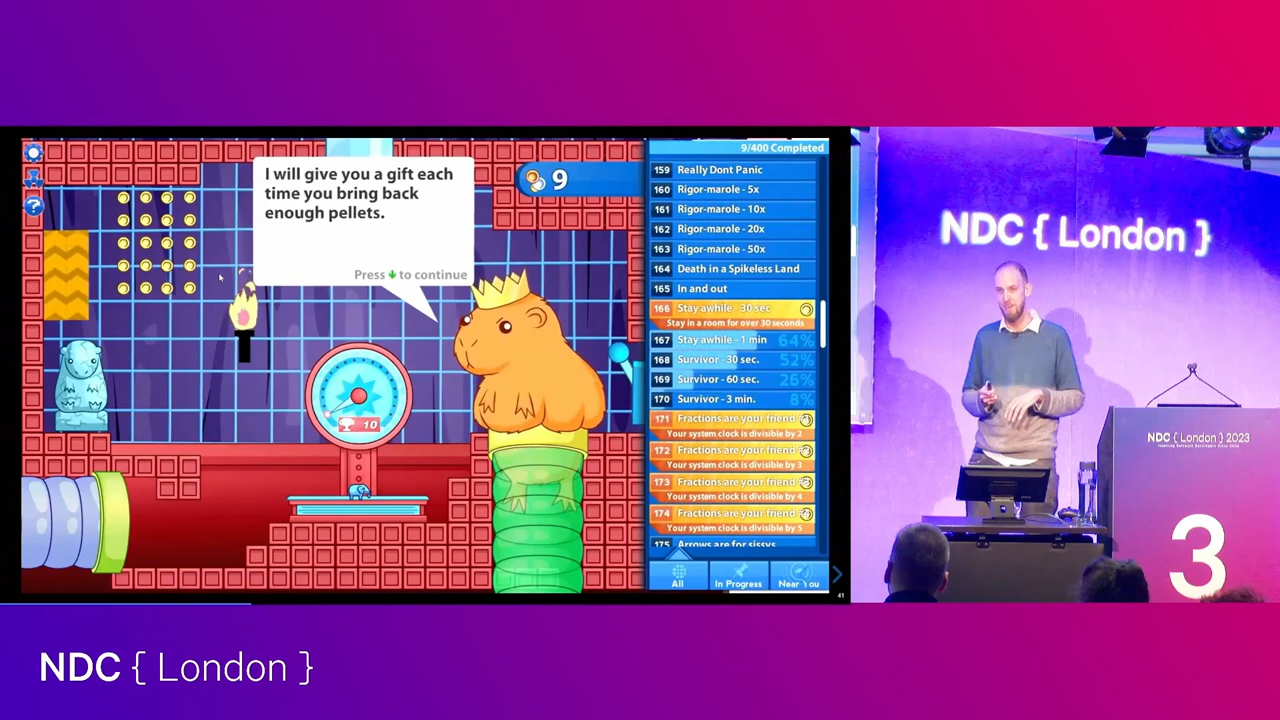 I will give you a gift each
time you bring back
enough pellets.
Press ↓ to continue
9
10
?
9/400 Completed
159 Really Dont Panic
160 Rigor-marole - 5x
161 Rigor-marole - 10x
162 Rigor-marole - 20x
163 Rigor-marole - 50x
164 Death in a Spikeless Land
165 In and out
166 Stay awhile - 30 sec
Stay in a room for over 30 seconds
167 Stay awhile - 1 min 64%
168 Survivor - 30 sec. 52%
169 Survivor - 60 sec. 26%
170 Survivor - 3 min. 8%
171 Fractions are your friend
Your system clock is divisible by 2
172 Fractions are your friend
Your system clock is divisible by 3
173 Fractions are your friend
Your system clock is divisible by 4
174 Fractions are your friend
Your system clock is divisible by 5
175 Arrows are for sissys
All
In Progress
Near You
41
NDC { London }
NDC { London } 2023
3
NDC { London }